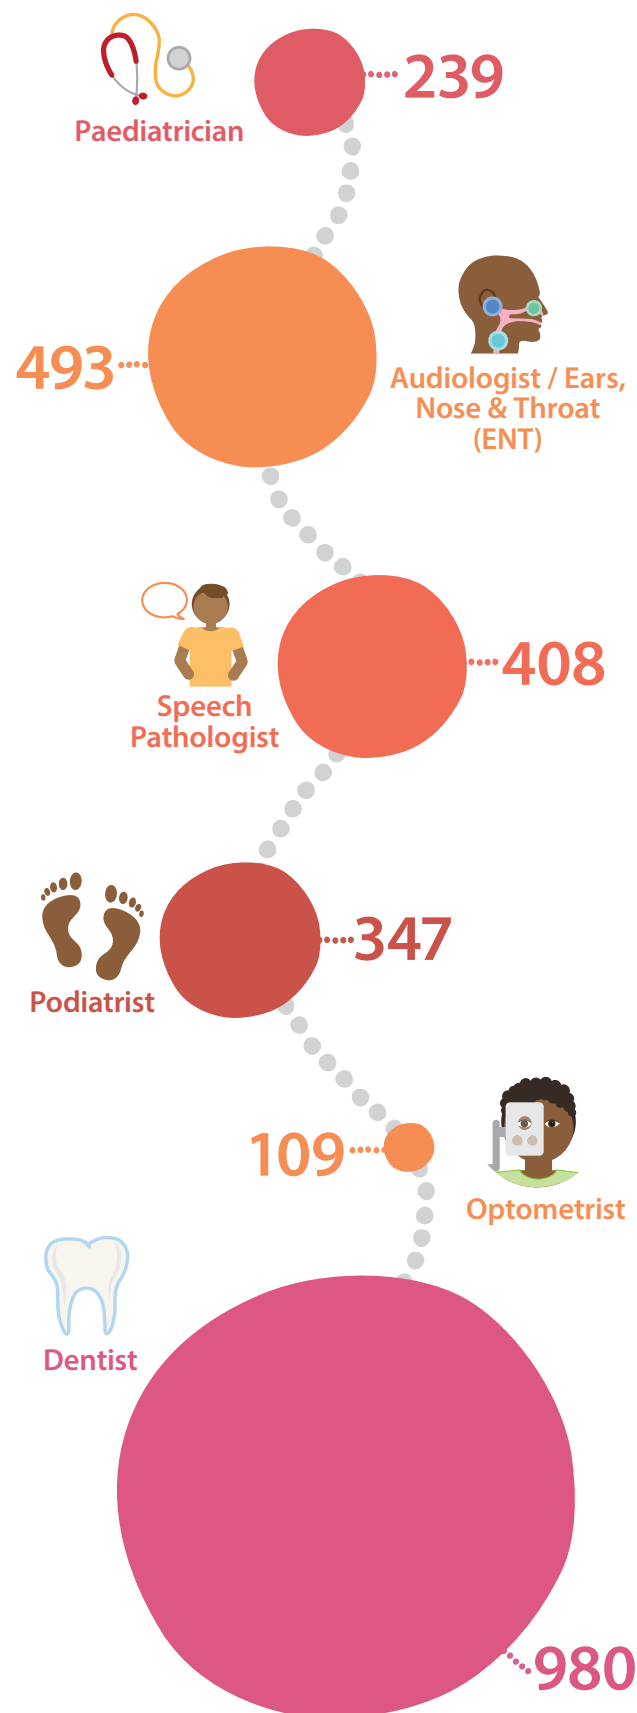 239
Paediatrician
493
Audiologist / Ears,
Nose & Throat
(ENT)
408
Speech
Pathologist
347
Podiatrist
109
Optometrist
Dentist
980